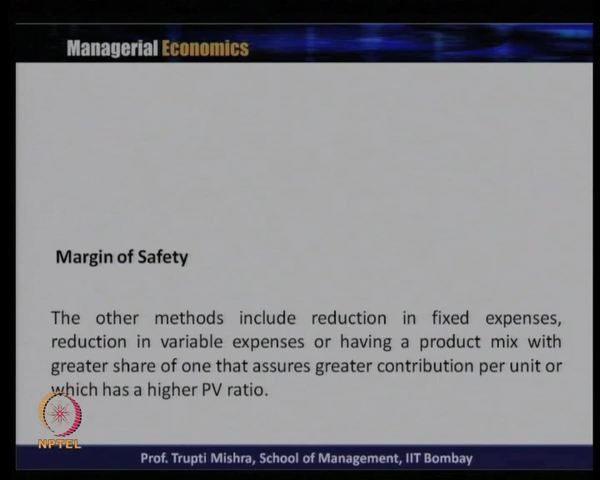 Managerial Economics
Margin of Safety
The other methods include reduction in fixed expenses,
reduction in variable expenses or having a product mix with
greater share of one that assures greater contribution per unit or
which has a higher PV ratio.
NPTEL
Prof. Trupti Mishra, School of Management, IIT Bombay